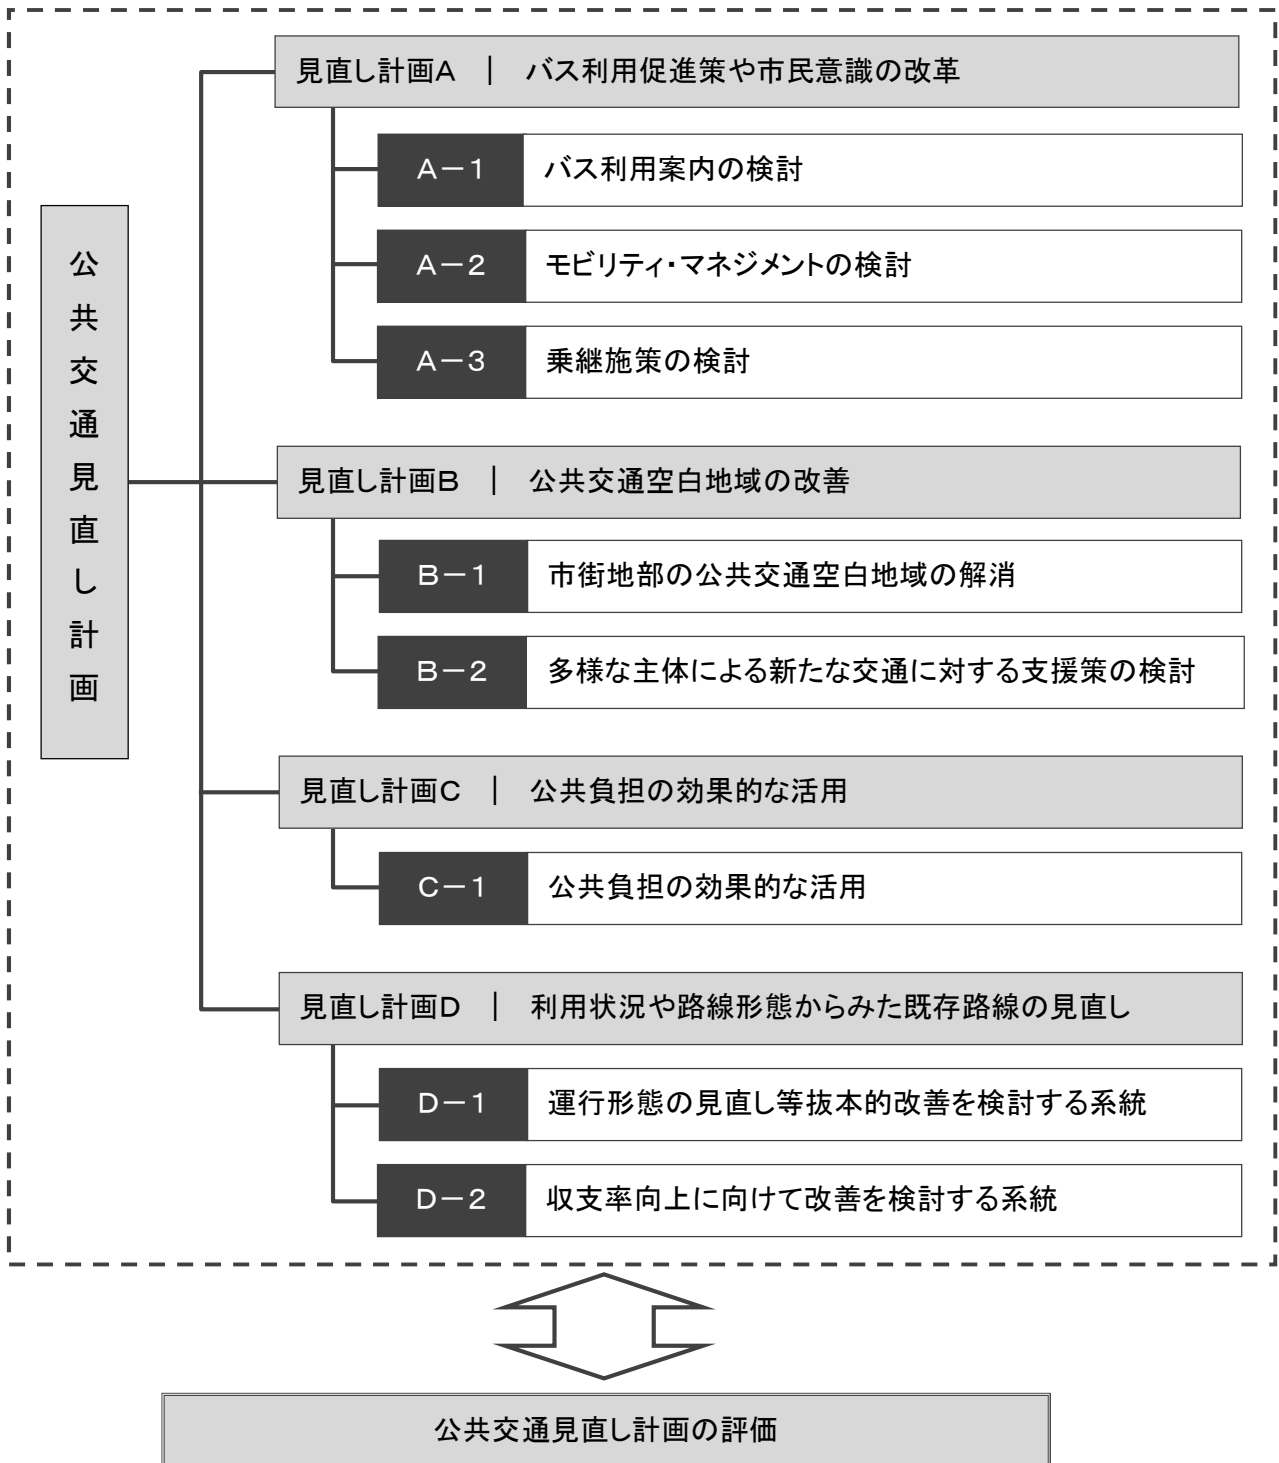 公共交通見直し計画
見直し計画A | バス利用促進策や市民意識の改革
A－1 バス利用案内の検討
A－2 モビリティ・マネジメントの検討
A－3 乗継施策の検討
見直し計画B | 公共交通空白地域の改善
B－1 市街地部の公共交通空白地域の解消
B－2 多様な主体による新たな交通に対する支援策の検討
見直し計画C | 公共負担の効果的な活用
C－1 公共負担の効果的な活用
見直し計画D | 利用状況や路線形態からみた既存路線の見直し
D－1 運行形態の見直し等抜本的改善を検討する系統
D－2 収支率向上に向けて改善を検討する系統
公共交通見直し計画の評価